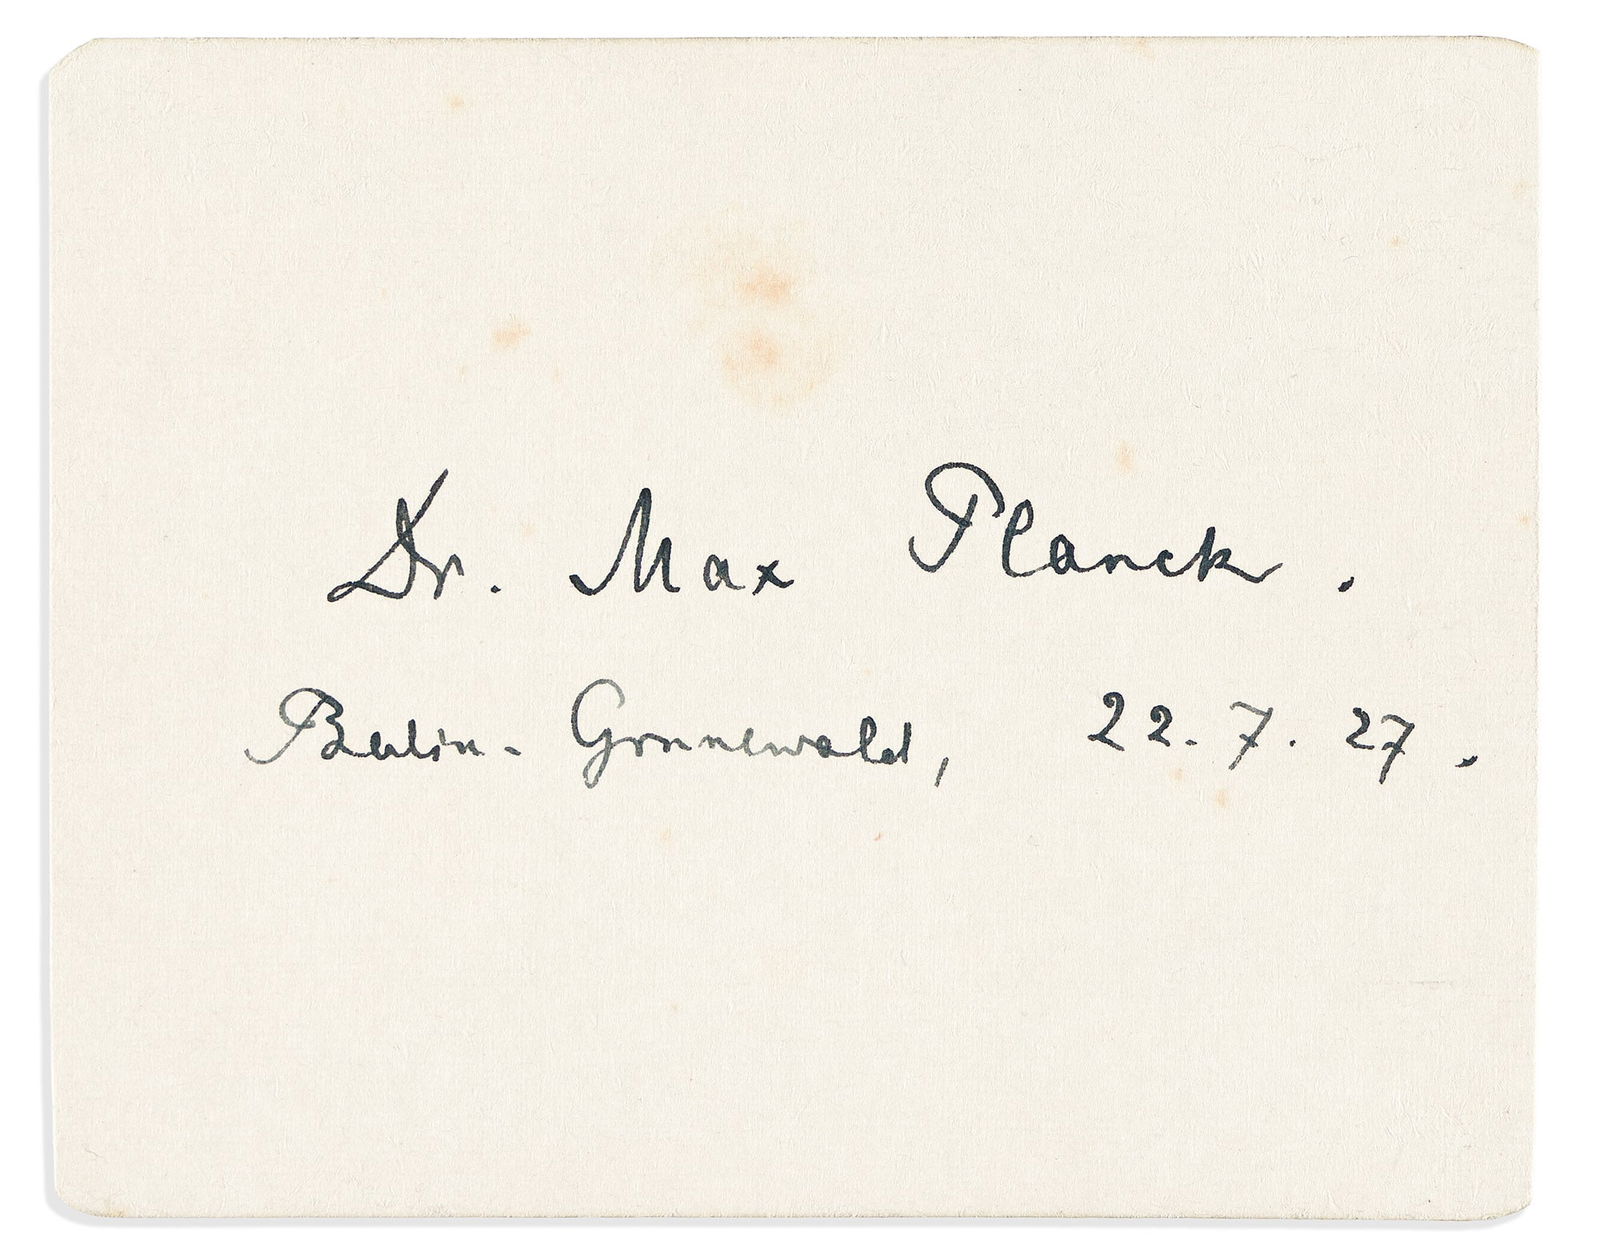 Dr. Max Planck.
Berlin-Grunewald, 22.7.27.